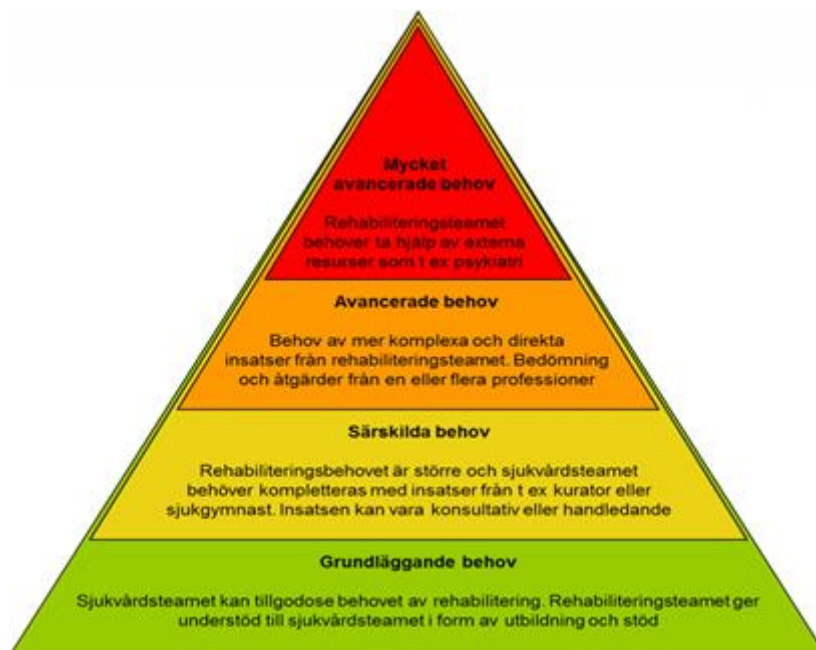 Mycket
avancerade behov
Rehabiliteringsteamet
behöver ta hjälp av externa
resurser som t ex psykiatri
Avancerade behov
Behov av mer komplexa och direkta
insatser från rehabiliteringsteamet. Bedömning
och åtgärder från en eller flera professioner
Särskilda behov
Rehabiliteringsbehovet är större och sjukvårdsteamet
behöver kompletteras med insatser från t ex kurator eller
sjukgymnast. Insatsen kan vara konsultativ eller handledande
Grundläggande behov
Sjukvårdsteamet kan tillgodose behovet av rehabilitering. Rehabiliteringsteamet ger
understöd till sjukvårdsteamet i form av utbildning och stöd